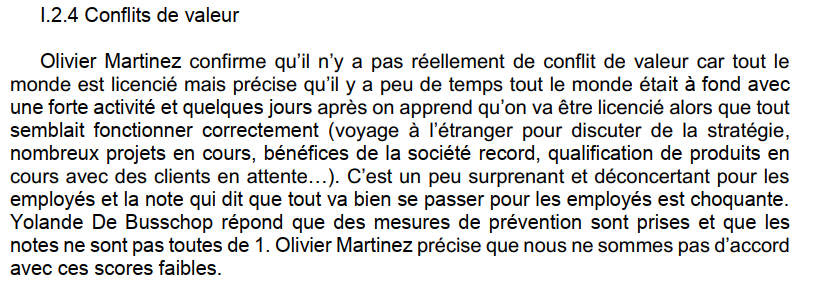 I.2.4 Conflits de valeur
Olivier Martinez confirme qu’il n’y a pas réellement de conflit de valeur car tout le
monde est licencié mais précise qu’il y a peu de temps tout le monde était à fond avec
une forte activité et quelques jours après on apprend qu’on va être licencié alors que tout
semblait fonctionner correctement (voyage à l’étranger pour discuter de la stratégie,
nombreux projets en cours, bénéfices de la société record, qualification de produits en
cours avec des clients en attente…). C’est un peu surprenant et déconcertant pour les
employés et la note qui dit que tout va bien se passer pour les employés est choquante.
Yolande De Busschop répond que des mesures de prévention sont prises et que les
notes ne sont pas toutes de 1. Olivier Martinez précise que nous ne sommes pas d’accord
avec ces scores faibles.